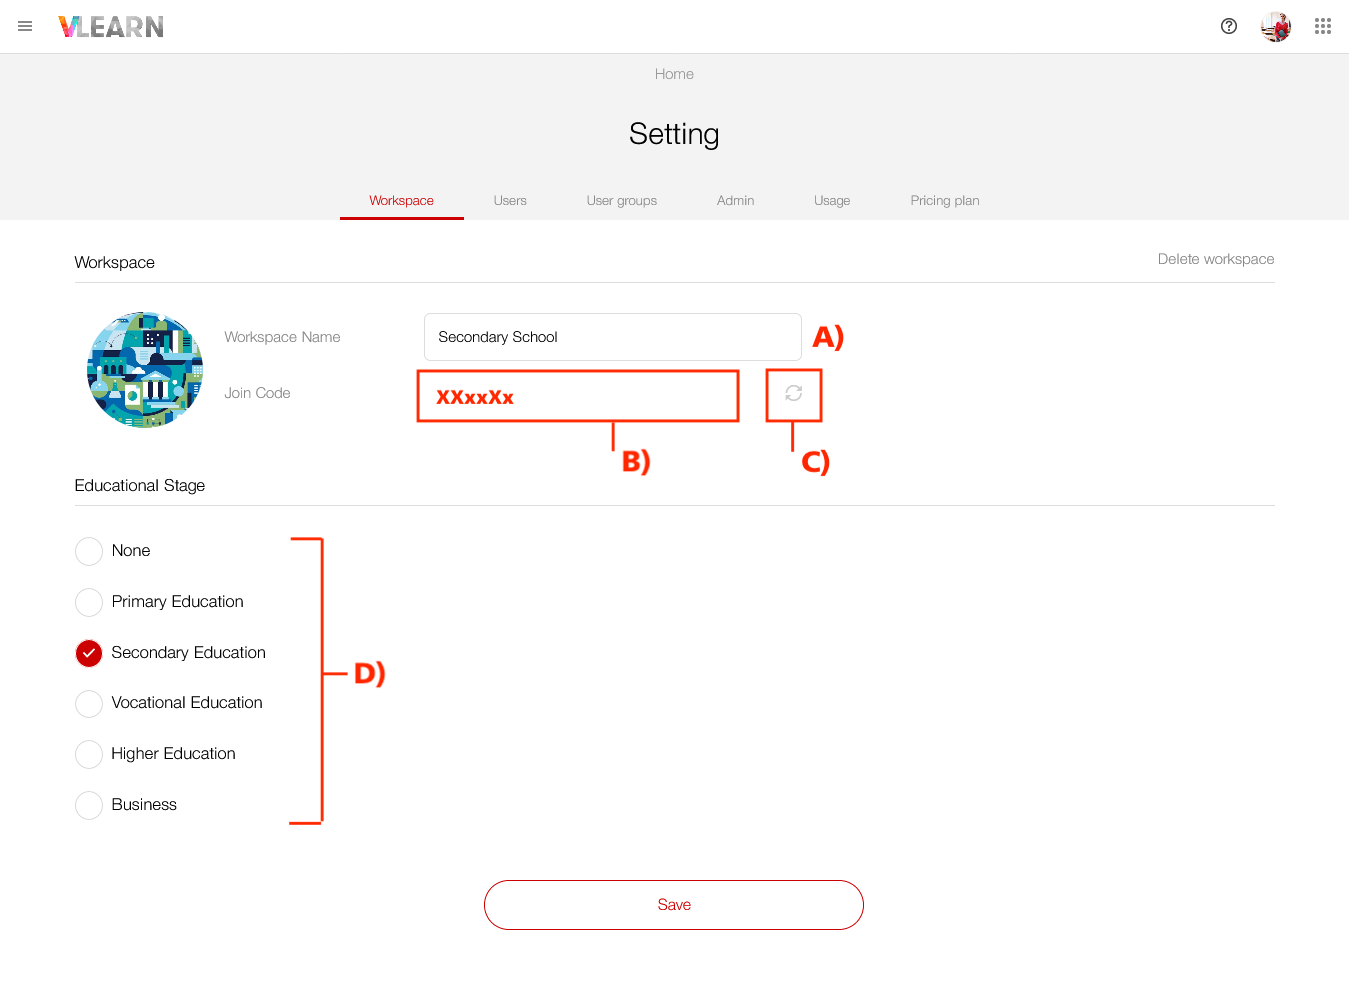 VLEARN
Home
Setting
Workspace Users User groups Admin Usage Pricing plan
Workspace Delete workspace
Workspace Name Secondary School A)
Join Code XXxxXx
B) C)
Educational Stage
None
Primary Education
Secondary Education
D)
Vocational Education
Higher Education
Business
Save